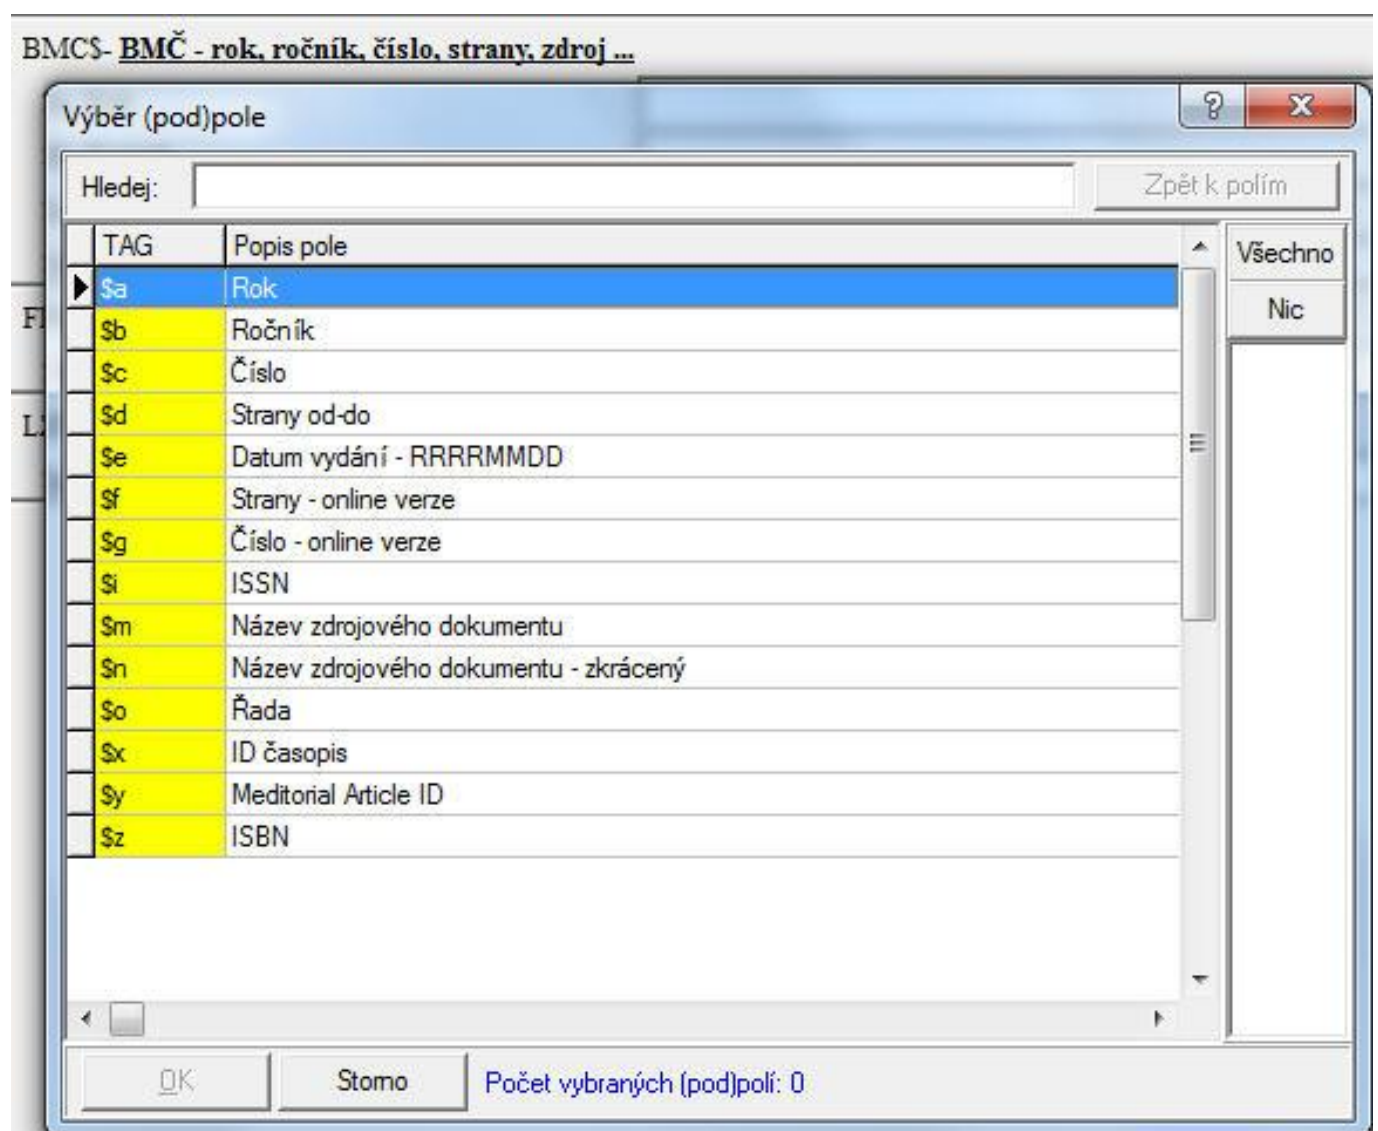 BMC$- BMČ - rok, ročník, číslo, strany, zdroj ...
Výběr (pod)pole
Hledej:
Zpět k polím
TAG Popis pole
Všechno
Nic
$a Rok
$b Ročník
$c Číslo
$d Strany od-do
$e Datum vydání - RRRRMMDD
$f Strany - online verze
$g Číslo - online verze
$i ISSN
$m Název zdrojového dokumentu
$n Název zdrojového dokumentu - zkrácený
$o Řada
$x ID časopis
$y Meditorial Article ID
$z ISBN
OK Storno Počet vybraných (pod)polí: 0